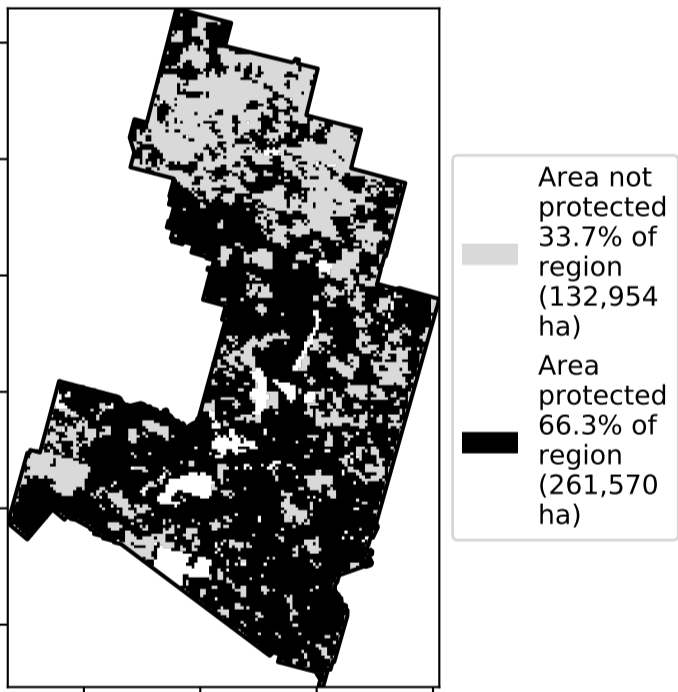 Area not
protected
33.7% of
region
(132,954
ha)
Area
protected
66.3% of
region
(261,570
ha)